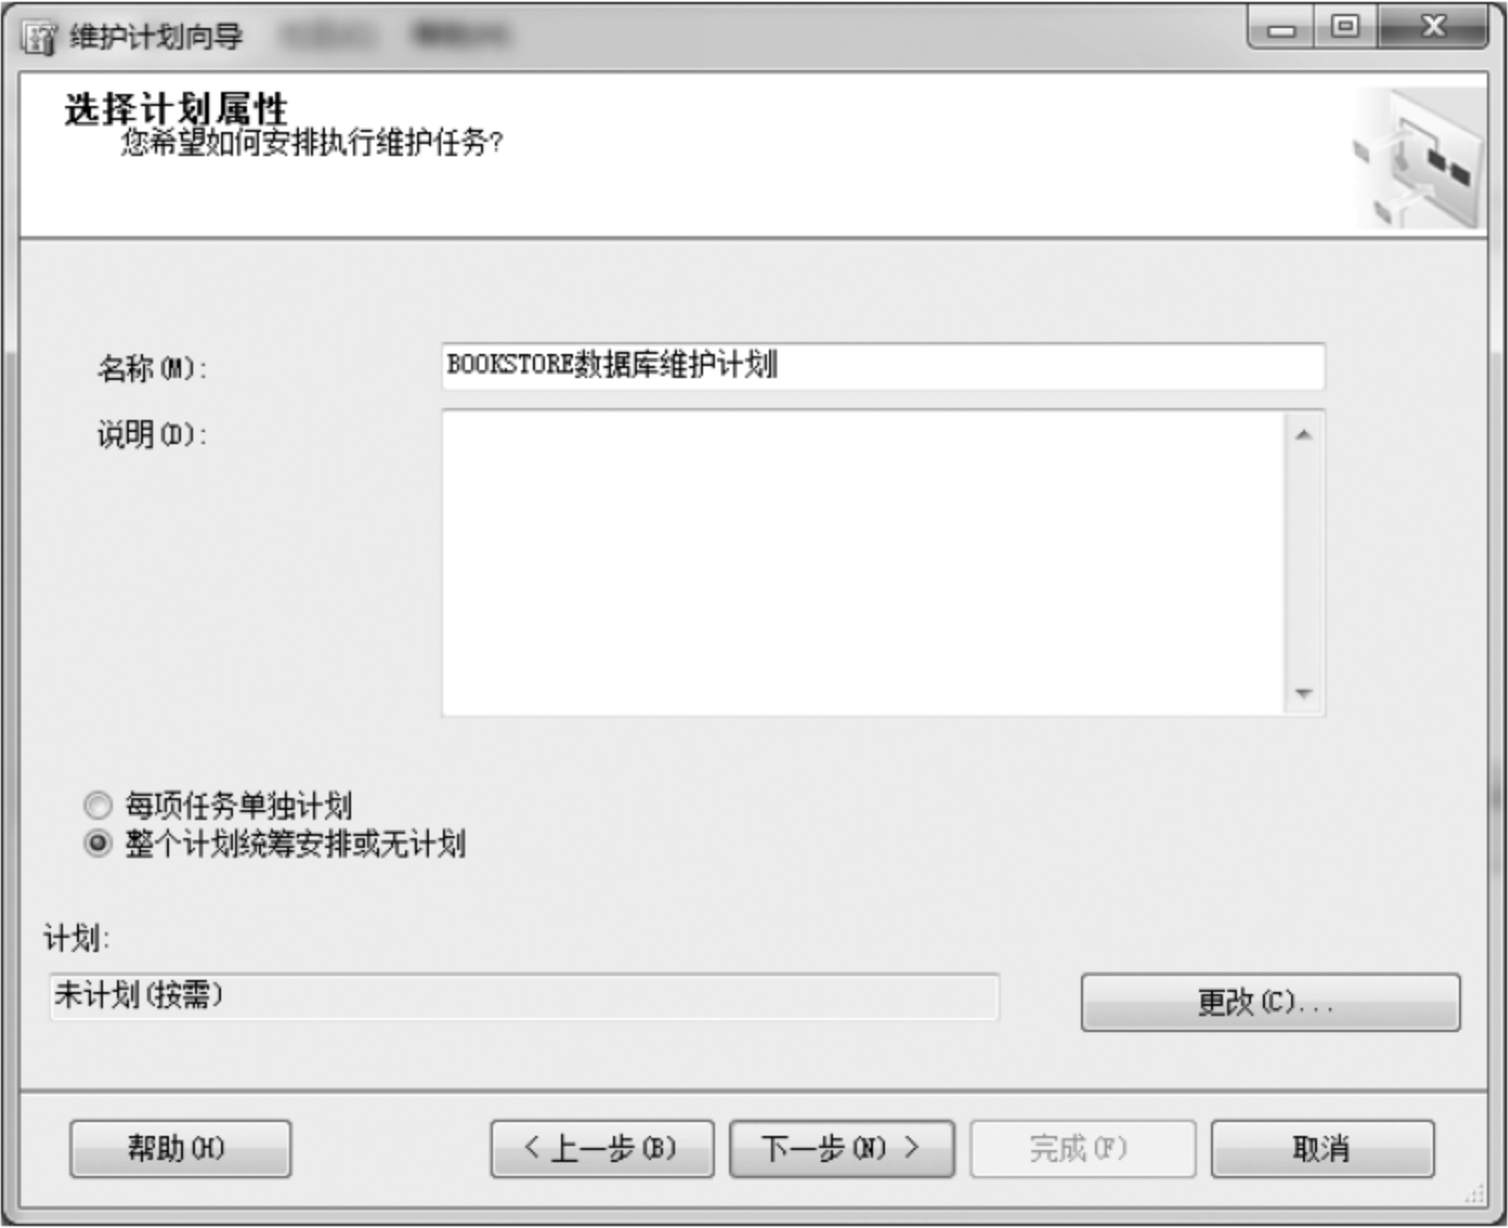 维护计划向导
选择计划属性
您希望如何安排执行维护任务?
名称(M):
BOOKSTORE数据库维护计划
说明(D):
每项任务单独计划
整个计划统筹安排或无计划
计划:
未计划(按需)
更改(C)...
帮助(H)
< 上一步(B)
下一步(N) >
完成(F)
取消